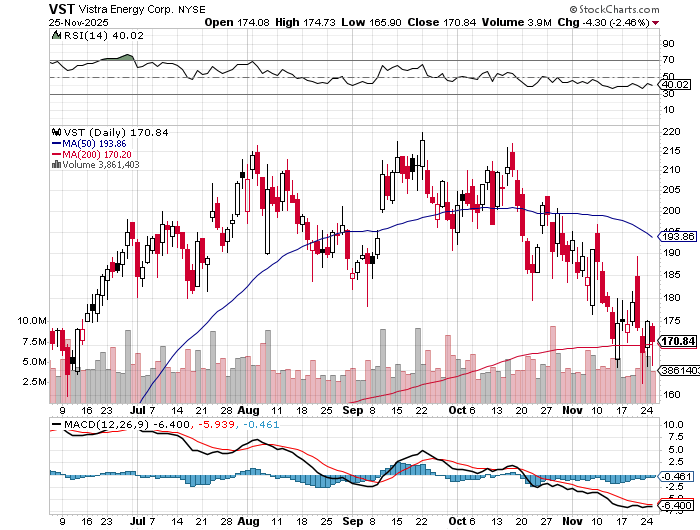 VST Vistra Energy Corp. NYSE © StockCharts.com
25-Nov-2025 Open 174.08 High 174.73 Low 165.90 Close 170.84 Volume 3.9M Chg -4.30 (-2.46%)
RSI(14) 40.02
90
70
50
40.02
30
10
VST (Daily) 170.84
MA(50) 193.86
MA(200) 170.20
Volume 3,861,403
220
215
210
205
200
195
193.86
190
185
180
175
10.0M
170.84
7.5M
5.0M
3861403
2.5M
160
9 16 23 Jul 7 14 21 28 Aug 11 18 25 Sep 8 15 22 Oct 6 13 20 27 Nov 10 17 24
MACD(12,26,9) -6.400, -5.939, -0.461
10.0
7.5
5.0
2.5
-0.461
-2.5
-6.400
9 16 23 Jul 7 14 21 28 Aug 11 18 25 Sep 8 15 22 Oct 6 13 20 27 Nov 10 17 24